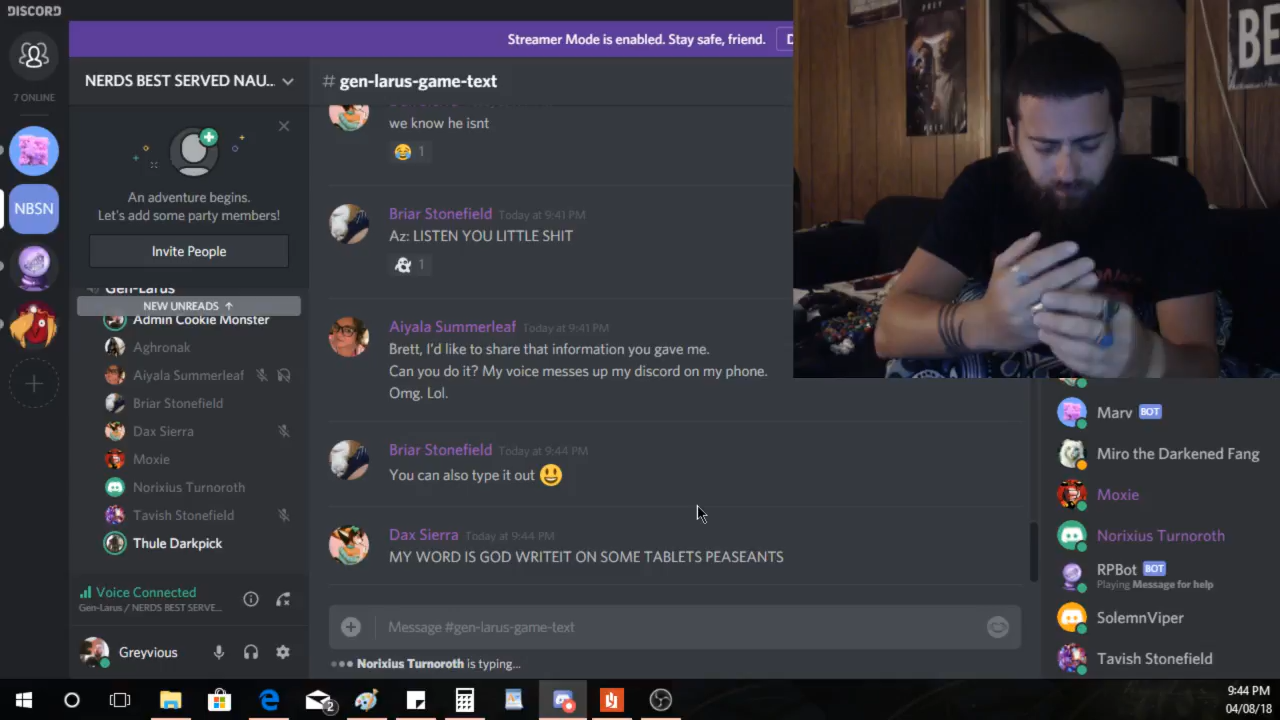 DISCORD
Streamer Mode is enabled. Stay safe, friend.
D
7 ONLINE
NBSN
NERDS BEST SERVED NAU...
An adventure begins.
Let's add some party members!
Invite People
Gen-Larus
NEW UNREADS ↑
Admin Cookie Monster
Aghronak
Aiyala Summerleaf
Briar Stonefield
Dax Sierra
Moxie
Norixius Turnoroth
Tavish Stonefield
Thule Darkpick
Voice Connected
Gen-Larus / NERDS BEST SERVE...
Greyvious
# gen-larus-game-text
we know he isnt
😂 1
Briar Stonefield Today at 9:41 PM
Az: LISTEN YOU LITTLE SHIT
1
Aiyala Summerleaf Today at 9:41 PM
Brett, I'd like to share that information you gave me.
Can you do it? My voice messes up my discord on my phone.
Omg. Lol.
Briar Stonefield Today at 9:44 PM
You can also type it out 😃
Dax Sierra Today at 9:44 PM
MY WORD IS GOD WRITEIT ON SOME TABLETS PEASEANTS
Message #gen-larus-game-text
Norixius Turnoroth is typing...
PREY
BE
Marv BOT
Miro the Darkened Fang
Moxie
Norixius Turnoroth
RPBot BOT
Playing Message for help
SolemnViper
Tavish Stonefield
2
9:44 PM
04/08/18